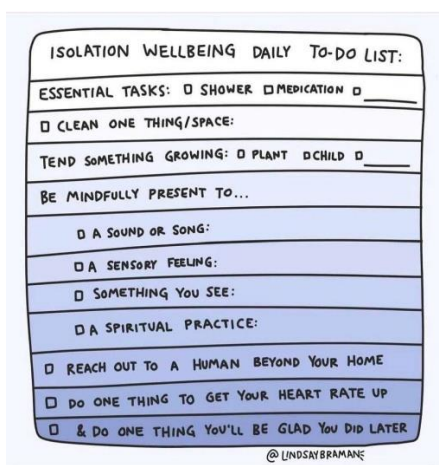 ISOLATION WELLBEING DAILY TO-DO LIST:
ESSENTIAL TASKS: □ SHOWER □ MEDICATION □ ____
□ CLEAN ONE THING/SPACE:
TEND SOMETHING GROWING: □ PLANT □ CHILD □ ____
BE MINDFULLY PRESENT TO...
□ A SOUND OR SONG:
□ A SENSORY FEELING:
□ SOMETHING YOU SEE:
□ A SPIRITUAL PRACTICE:
□ REACH OUT TO A HUMAN BEYOND YOUR HOME
□ DO ONE THING TO GET YOUR HEART RATE UP
□ & DO ONE THING YOU'LL BE GLAD YOU DID LATER
@LINDSAYBRAMAN